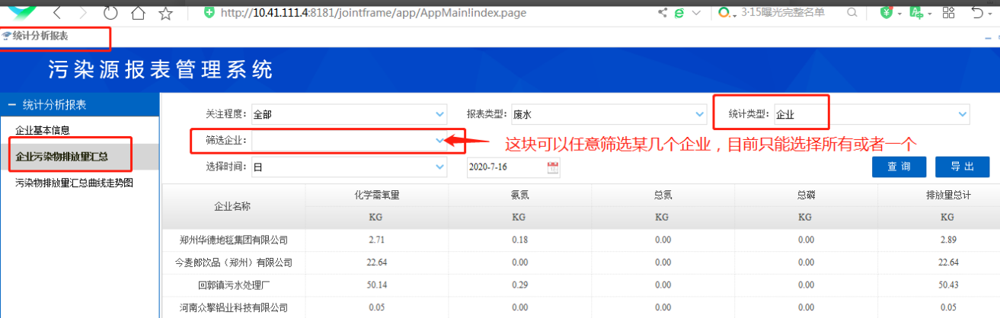 http://10.41.111.4:8181/jointframe/app/AppMain!index.page
3·15曝光完整名单
统计分析报表
污染源报表管理系统
统计分析报表
企业基本信息
企业污染物排放量汇总
污染物排放量汇总曲线走势图
关注程度: 全部 报表类型: 废水 统计类型: 企业
筛选企业: 这块可以任意筛选某几个企业，目前只能选择所有或者一个
选择时间: 日 2020-7-16 查询 导出
企业名称 化学需氧量 氨氮 总氮 总磷 排放量总计
KG KG KG KG KG
郑州华德地毯集团有限公司 2.71 0.18 0.00 0.00 2.89
今麦郎饮品（郑州）有限公司 22.64 0.00 0.00 0.00 22.64
回郭镇污水处理厂 50.14 0.29 0.00 0.00 50.43
河南众擎铝业科技有限公司 0.05 0.00 0.00 0.00 0.05